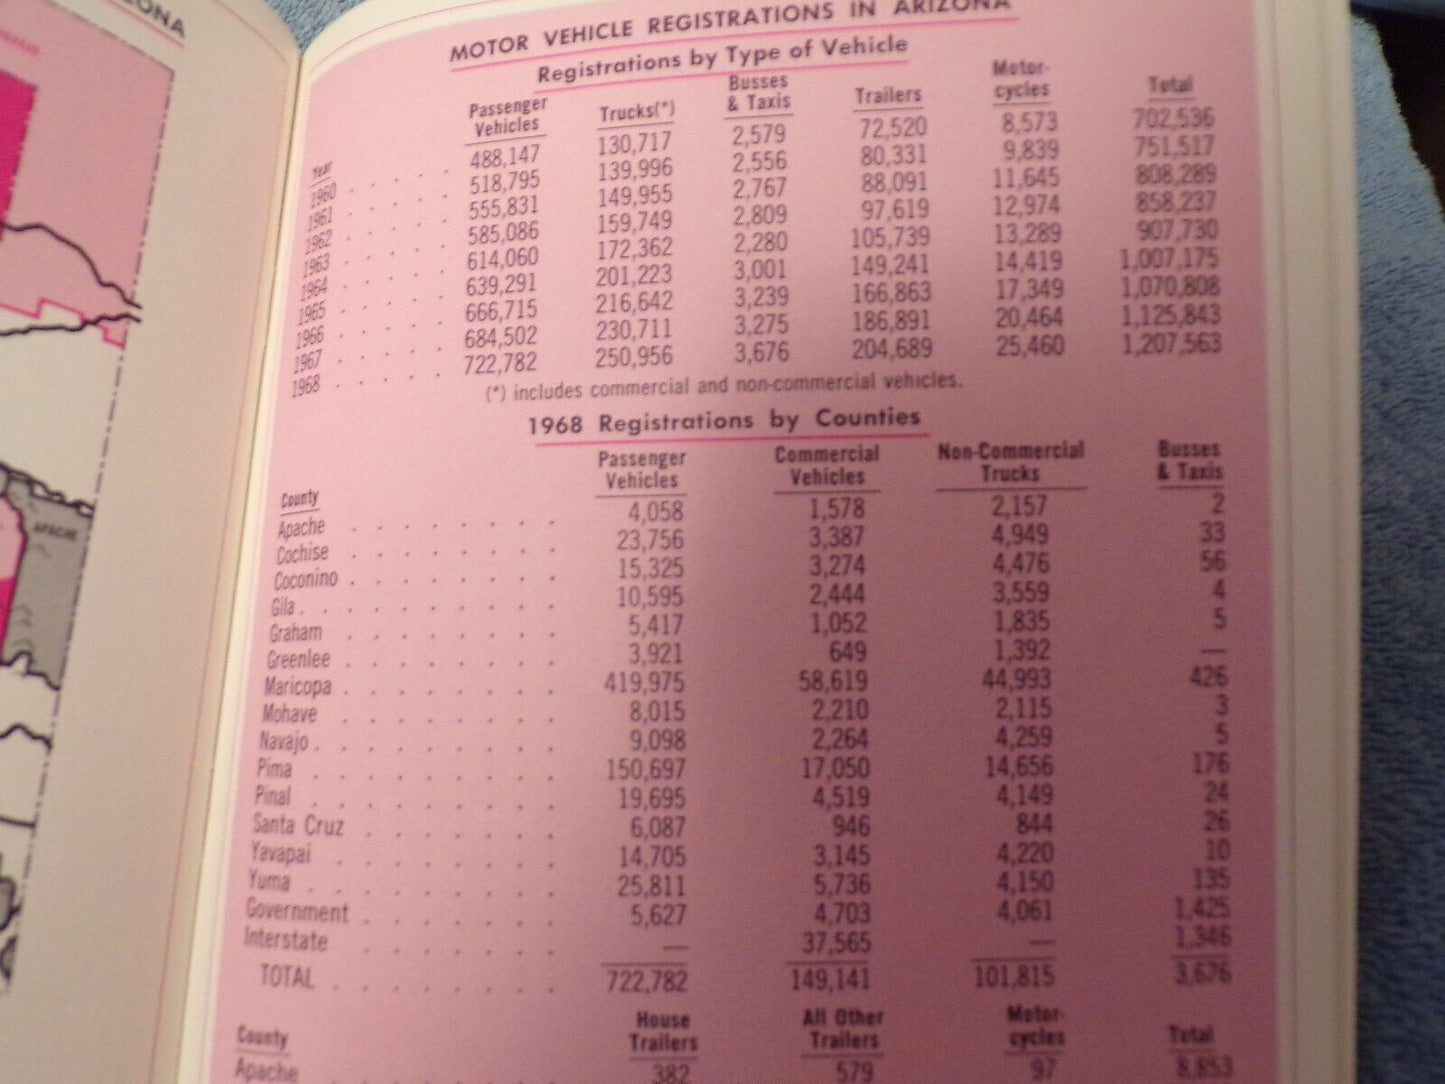 ZONA
APACHE
MOTOR VEHICLE REGISTRATIONS IN ARIZONA
Registrations by Type of Vehicle
Year Passenger Vehicles Trucks(*) Busses & Taxis Trailers Motor-cycles Total
1960 . . . . . 488,147 130,717 2,579 72,520 8,573 702,536
1961 . . . . . 518,795 139,996 2,556 80,331 9,839 751,517
1962 . . . . . 555,831 149,955 2,767 88,091 11,645 808,289
1963 . . . . . 585,086 159,749 2,809 97,619 12,974 858,237
1964 . . . . . 614,060 172,362 2,280 105,739 13,289 907,730
1965 . . . . . 639,291 201,223 3,001 149,241 14,419 1,007,175
1966 . . . . . 666,715 216,642 3,239 166,863 17,349 1,070,808
1967 . . . . . 684,502 230,711 3,275 186,891 20,464 1,125,843
1968 . . . . . 722,782 250,956 3,676 204,689 25,460 1,207,563
(*) includes commercial and non-commercial vehicles.
1968 Registrations by Counties
County Passenger Vehicles Commercial Vehicles Non-Commercial Trucks Busses & Taxis
Apache . . . . . . . . 4,058 1,578 2,157 2
Cochise . . . . . . . . 23,756 3,387 4,949 33
Coconino . . . . . . . . 15,325 3,274 4,476 56
Gila . . . . . . . . . 10,595 2,444 3,559 4
Graham . . . . . . . . 5,417 1,052 1,835 5
Greenlee . . . . . . . . 3,921 649 1,392 —
Maricopa . . . . . . . . 419,975 58,619 44,993 426
Mohave . . . . . . . . 8,015 2,210 2,115 3
Navajo . . . . . . . . . 9,098 2,264 4,259 5
Pima . . . . . . . . . 150,697 17,050 14,656 176
Pinal . . . . . . . . . 19,695 4,519 4,149 24
Santa Cruz . . . . . . . 6,087 946 844 26
Yavapai . . . . . . . . 14,705 3,145 4,220 10
Yuma . . . . . . . . . 25,811 5,736 4,150 135
Government . . . . . . . 5,627 4,703 4,061 1,425
Interstate . . . . . . . — 37,565 — 1,346
TOTAL . . . . . . . . 722,782 149,141 101,815 3,676
County House Trailers All Other Trailers Motor-cycles Total
Apache 382 579 97 8,853